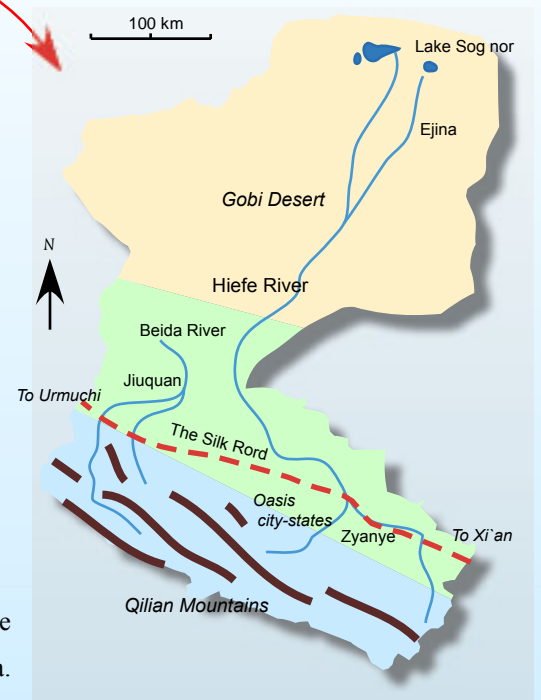 100 km
Lake Sog nor
Ejina
Gobi Desert
N
Hiefe River
Beida River
Jiuquan
To Urmuchi
The Silk Rord
Oasis
city-states
Zyanye
To Xi`an
Qilian Mountains
e
a.